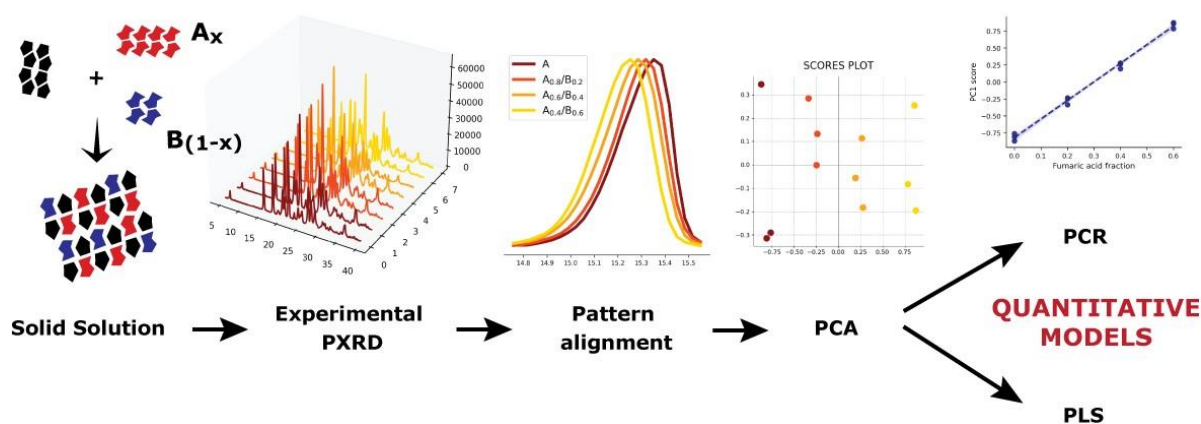 Ax
+
B(1-x)
60000
50000
40000
30000
20000
10000
0
5 10 15 20 25 30 35 40
0 1 2 3 4 5 6 7
A
A0.8/B0.2
A0.6/B0.4
A0.4/B0.6
14.8 14.9 15.0 15.1 15.2 15.3 15.4 15.5
SCORES PLOT
0.3
0.2
0.1
0.0
-0.1
-0.2
-0.3
-0.75 -0.50 -0.25 0.00 0.25 0.50 0.75
PC1 score
0.75
0.50
0.25
0.00
-0.25
-0.50
-0.75
0.0 0.1 0.2 0.3 0.4 0.5 0.6
Fumaric acid fraction
Solid Solution
Experimental
PXRD
Pattern
alignment
PCA
PCR
QUANTITATIVE
MODELS
PLS